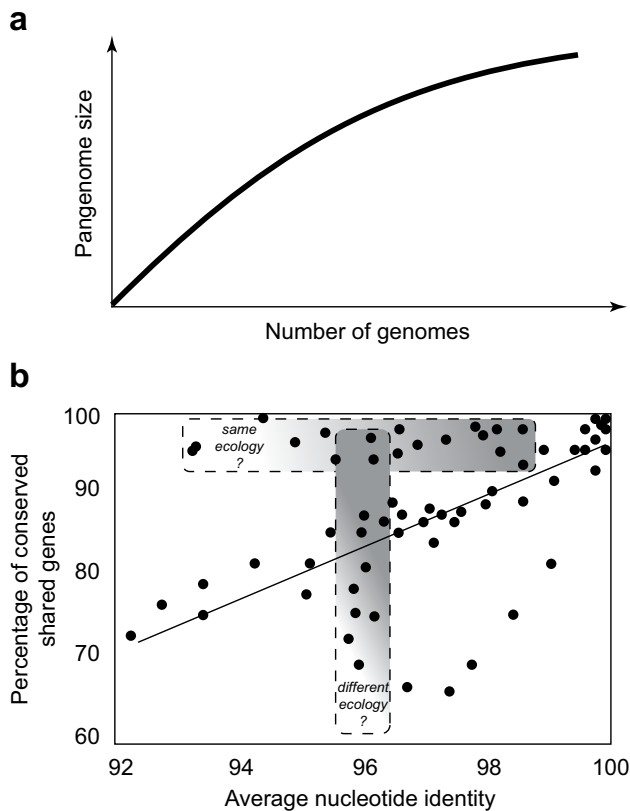 a
Pangenome size
Number of genomes
b
100
90
80
70
60
Percentage of conserved
shared genes
same
ecology
?
different
ecology
?
92
94
96
98
100
Average nucleotide identity